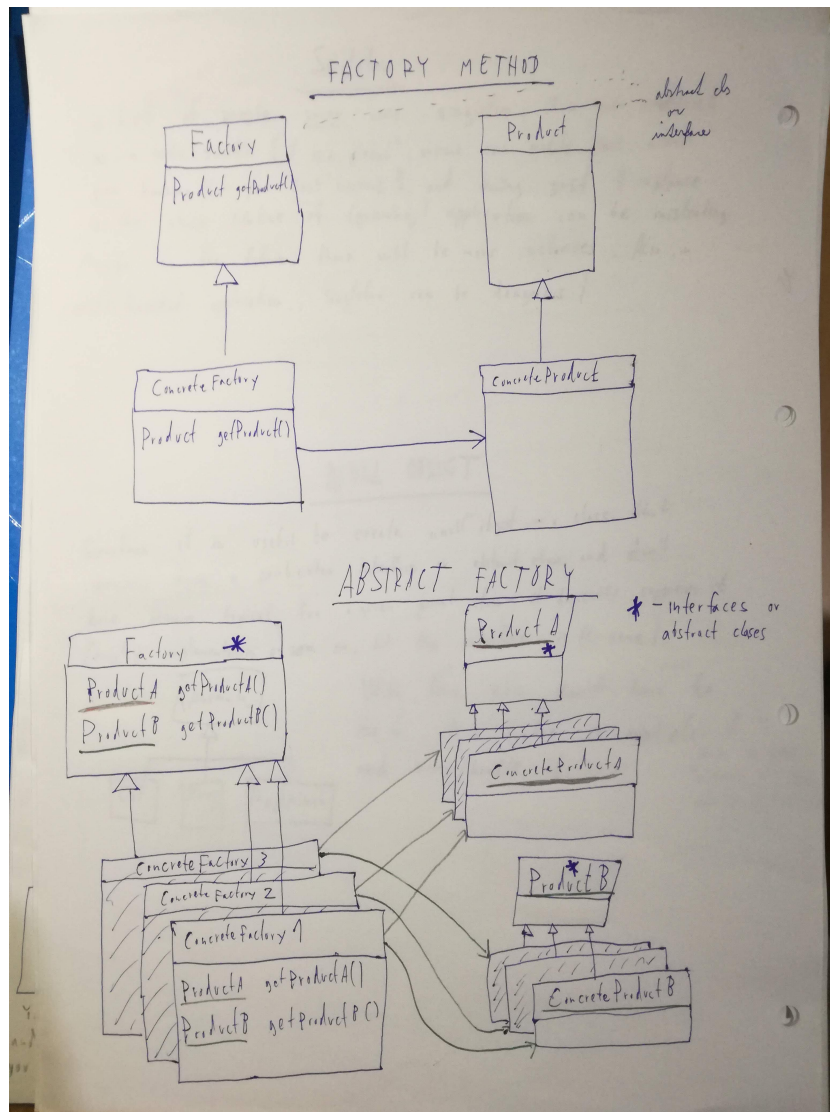 FACTORY METHOD
abstract cls
or
interface
Factory
Product getProduct()
Product
ConcreteFactory
Product getProduct()
ConcreteProduct
ABSTRACT FACTORY
* - interfaces or
abstract clases
Factory *
ProductA getProductA()
ProductB getProductB()
Product A
*
ConcreteProductA
ConcreteFactory 3
ConcreteFactory 2
ConcreteFactory 1
ProductA getProductA()
ProductB getProductB()
*
Product B
ConcreteProductB